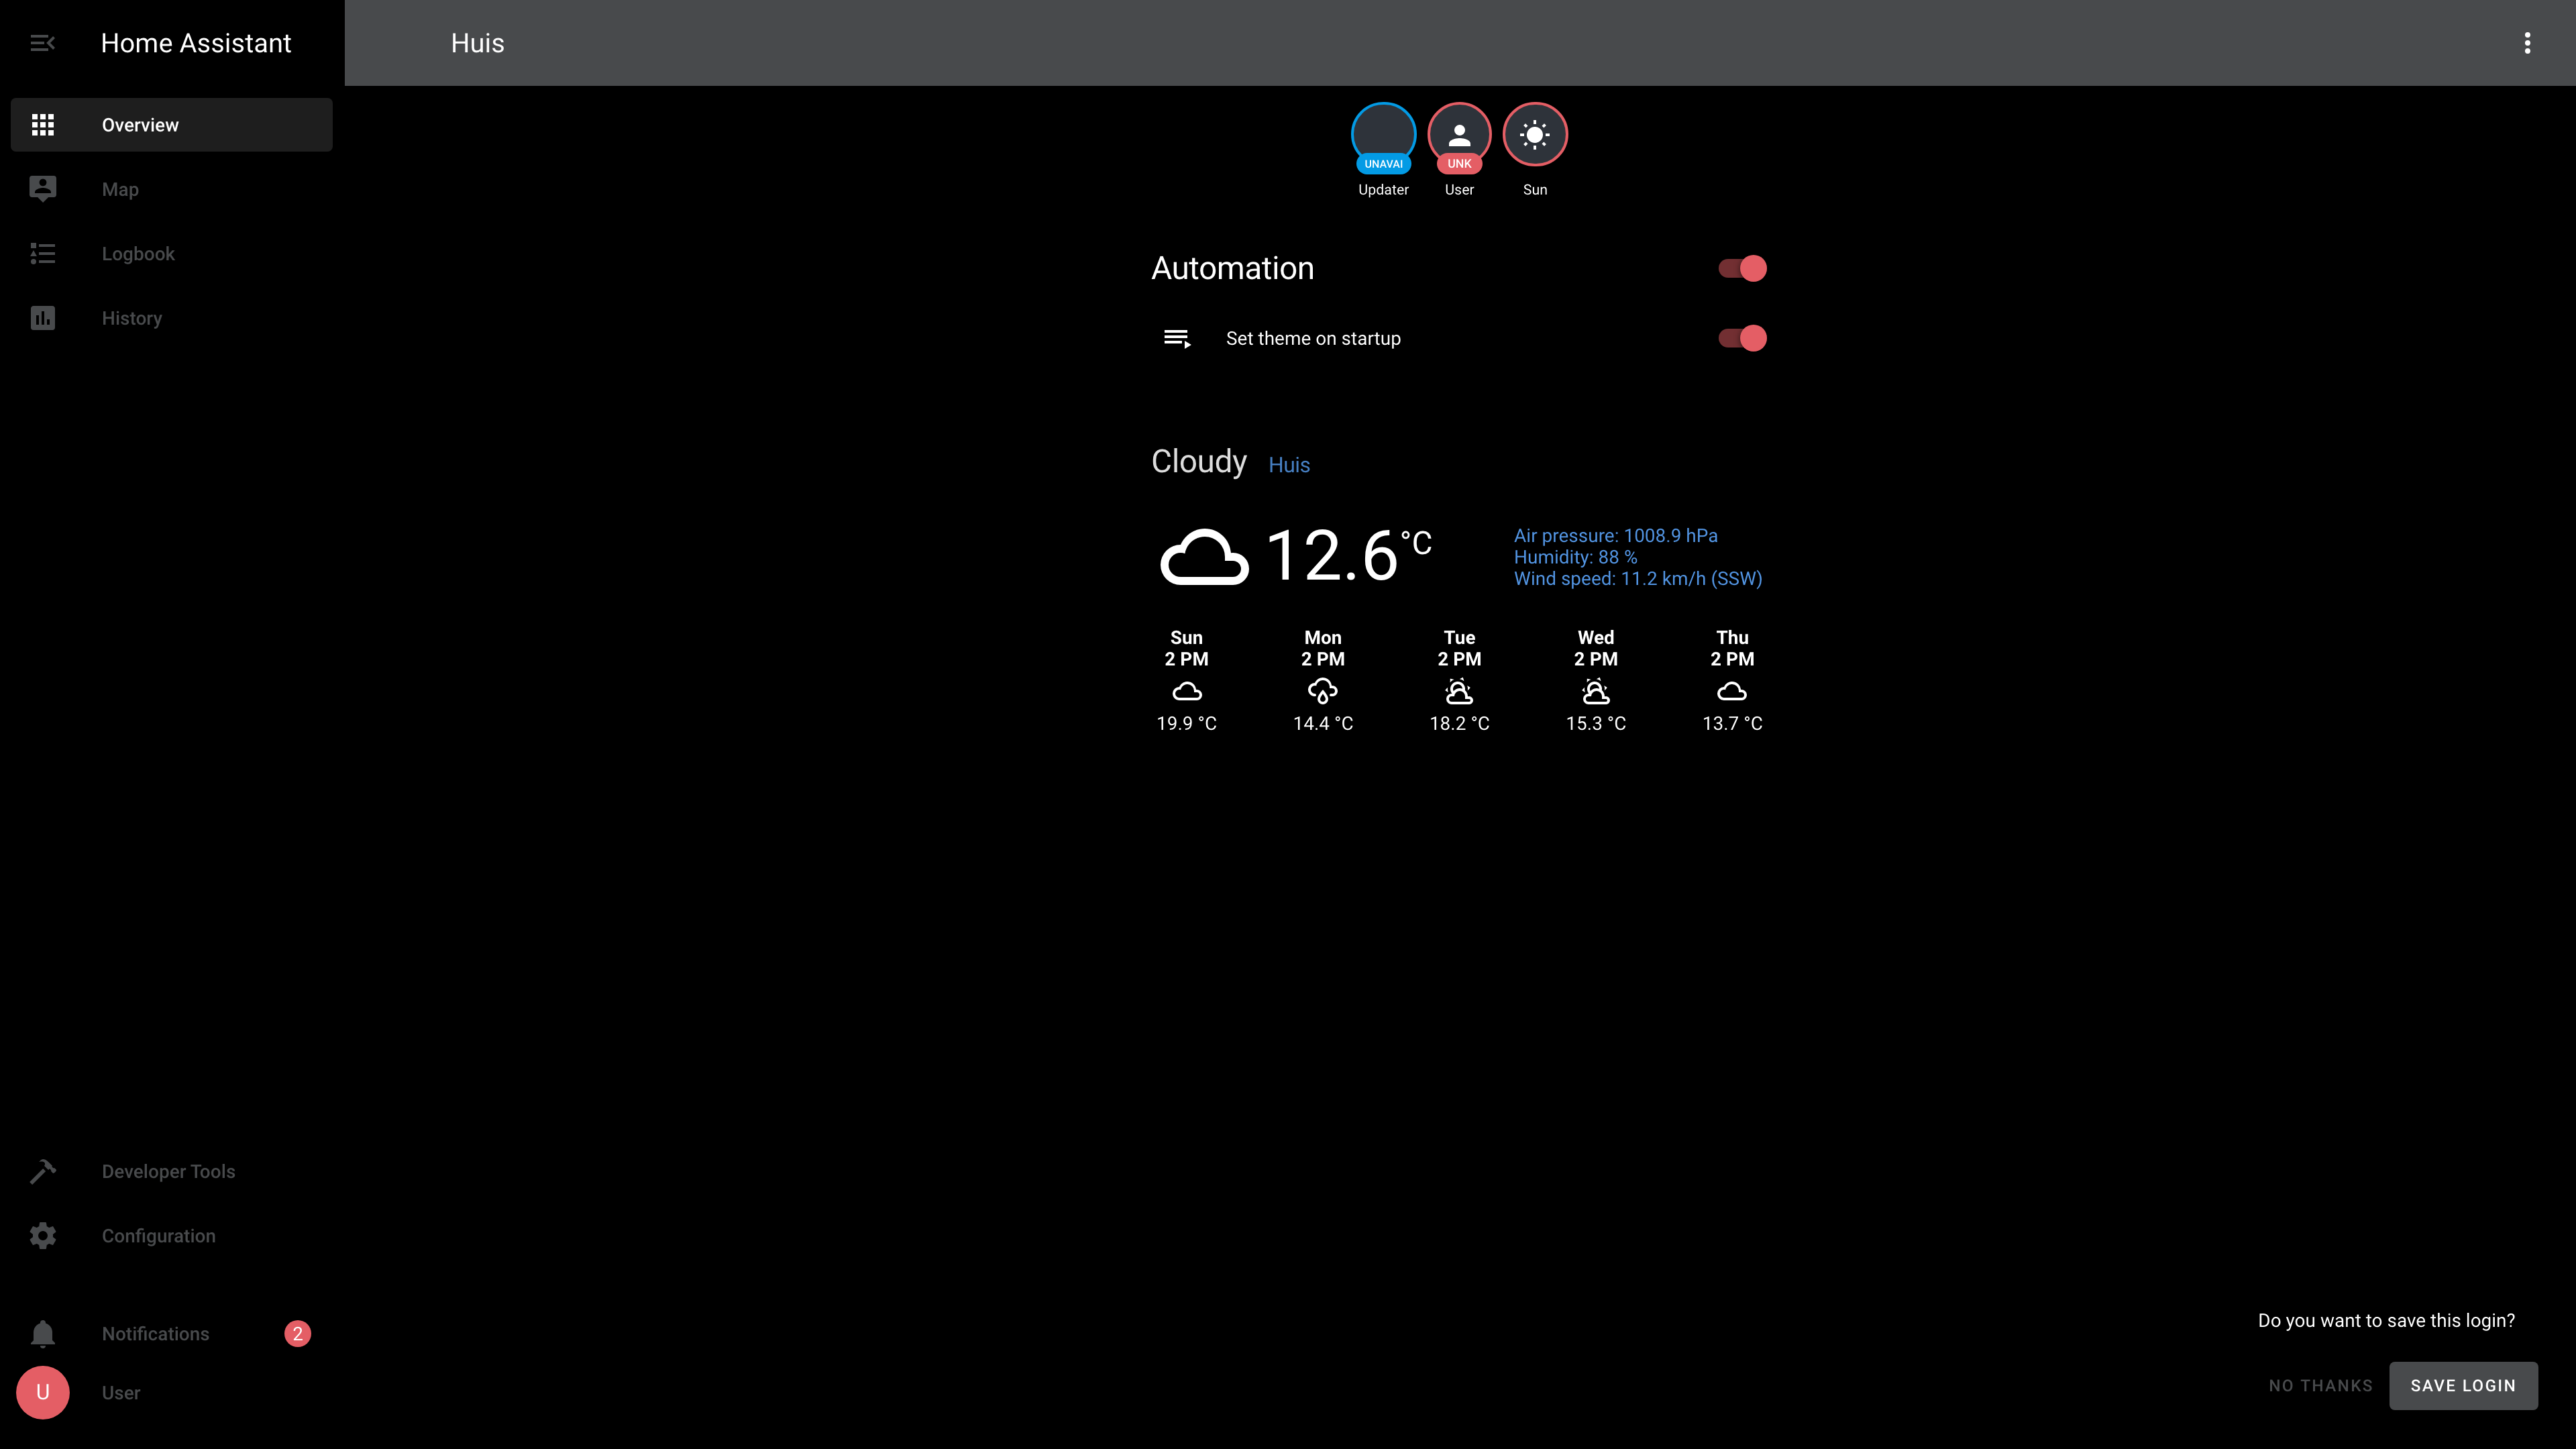 Home Assistant
Huis
Overview
Map
Logbook
History
Developer Tools
Configuration
Notifications 2
U User
UNAVAI UNK
Updater User Sun
Automation
Set theme on startup
Cloudy Huis
12.6 °C
Air pressure: 1008.9 hPa
Humidity: 88 %
Wind speed: 11.2 km/h (SSW)
Sun Mon Tue Wed Thu
2 PM 2 PM 2 PM 2 PM 2 PM
19.9 °C 14.4 °C 18.2 °C 15.3 °C 13.7 °C
Do you want to save this login?
NO THANKS SAVE LOGIN